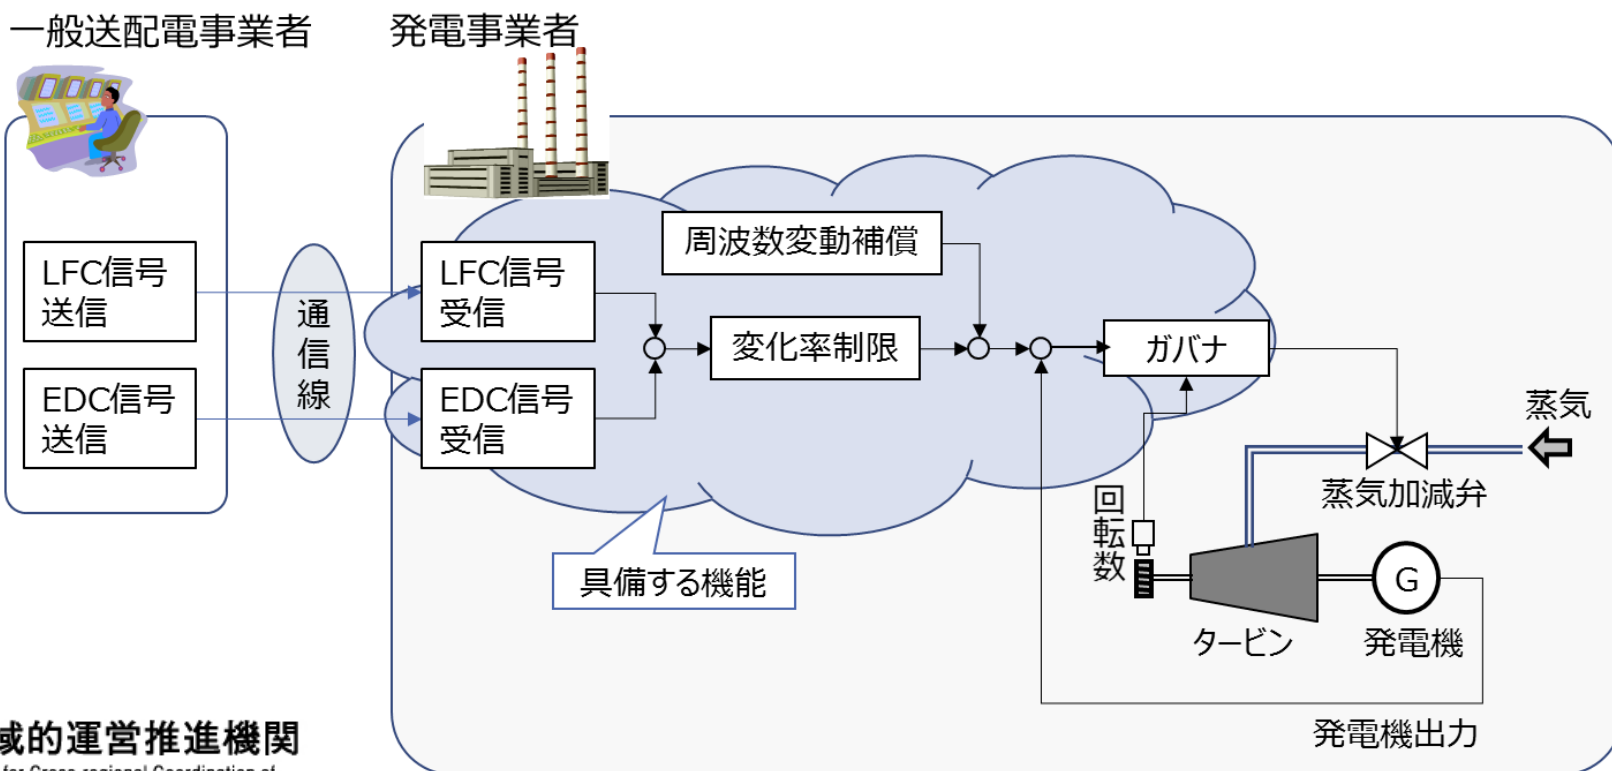 一般送配電事業者
発電事業者
LFC信号
送信
EDC信号
送信
通信線
LFC信号
受信
EDC信号
受信
周波数変動補償
変化率制限
ガバナ
蒸気
蒸気加減弁
回転数
G
タービン
発電機
発電機出力
具備する機能
域的運営推進機関
for Cross-regional Coordination of